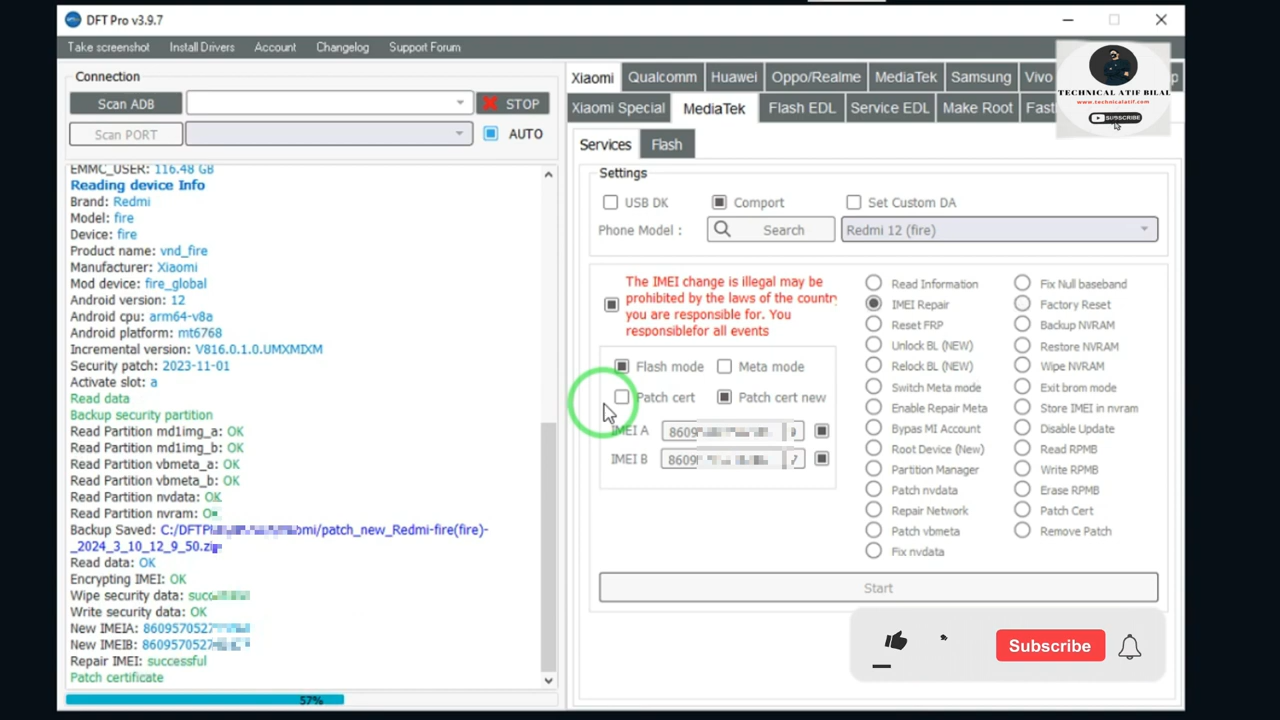 DFT Pro v3.9.7
Take screenshot Install Drivers Account Changelog Support Forum
Connection
Scan ADB STOP
Scan PORT AUTO
EMMC_USER: 116.48 GB
Reading device Info
Brand: Redmi
Model: fire
Device: fire
Product name: vnd_fire
Manufacturer: Xiaomi
Mod device: fire_global
Android version: 12
Android cpu: arm64-v8a
Android platform: mt6768
Incremental version: V816.0.1.0.UMXMIXM
Security patch: 2023-11-01
Activate slot: a
Read data
Backup security partition
Read Partition md1img_a: OK
Read Partition md1img_b: OK
Read Partition vbmeta_a: OK
Read Partition vbmeta_b: OK
Read Partition nvdata: OK
Read Partition nvram:
Backup Saved:
_2024_3_10_12_9_50.zip
Read data: OK
Encrypting IMEI: OK
Wipe security data:
Write security data: OK
New IMEIA: 8609570527
New IMEIB: 8609570527
Repair IMEI: successful
Patch certificate
57%
Xiaomi Qualcomm Huawei Oppo/Realme MediaTek Samsung Vivo
Xiaomi Special MediaTek Flash EDL Service EDL Make Root Fast
TECHNICAL ATIF BILAL
www.technicalatif.com
SUBSCRIBE
Services Flash
Settings
USB DK Comport Set Custom DA
Phone Model : Search Redmi 12 (fire)
The IMEI change is illegal may be
prohibited by the laws of the country
you are responsible for. You
responsiblefor all events
Flash mode Meta mode
Patch cert Patch cert new
IMEI A 8609
IMEI B 8609
Read Information Fix Null baseband
IMEI Repair Factory Reset
Reset FRP Backup NVRAM
Unlock BL (NEW) Restore NVRAM
Relock BL (NEW) Wipe NVRAM
Switch Meta mode Exit brom mode
Enable Repair Meta Store IMEI in nvram
Bypass MI Account Disable Update
Root Device (New) Read RPMB
Partition Manager Write RPMB
Patch nvdata Erase RPMB
Repair Network Patch Cert
Patch vbmeta Remove Patch
Fix nvdata
Start
Subscribe